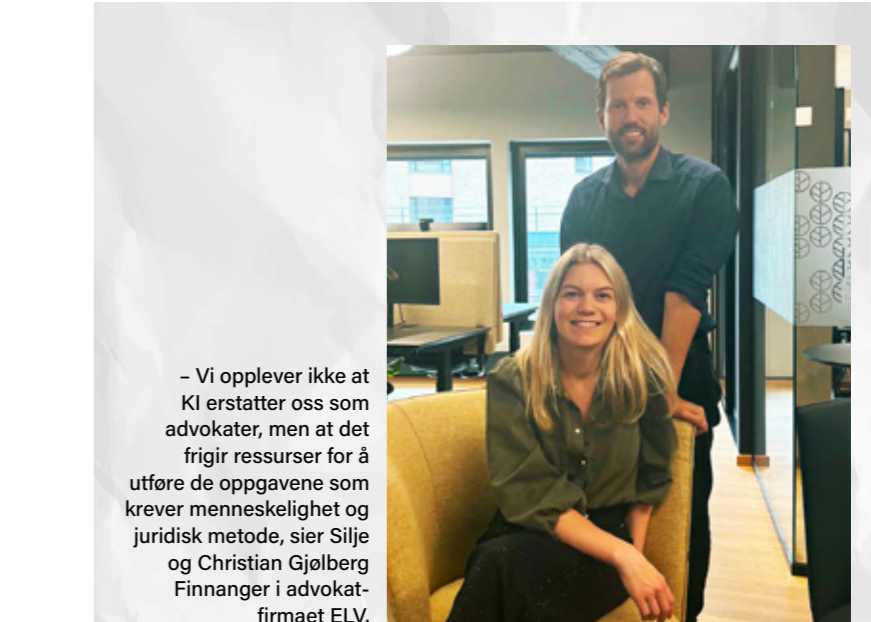 – Vi opplever ikke at
KI erstatter oss som
advokater, men at det
frigir ressurser for å
utføre de oppgavene som
krever menneskelighet og
juridisk metode, sier Silje
og Christian Gjølberg
Finnanger i advokat-
firmaet ELV.